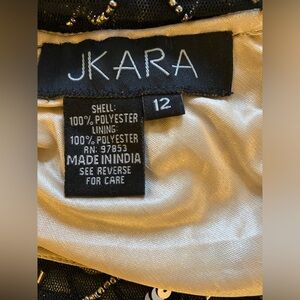 JKARA
12
SHELL:
100% POLYESTER
LINING:
100% POLYESTER
RN: 97853
MADE IN INDIA
SEE REVERSE
FOR CARE